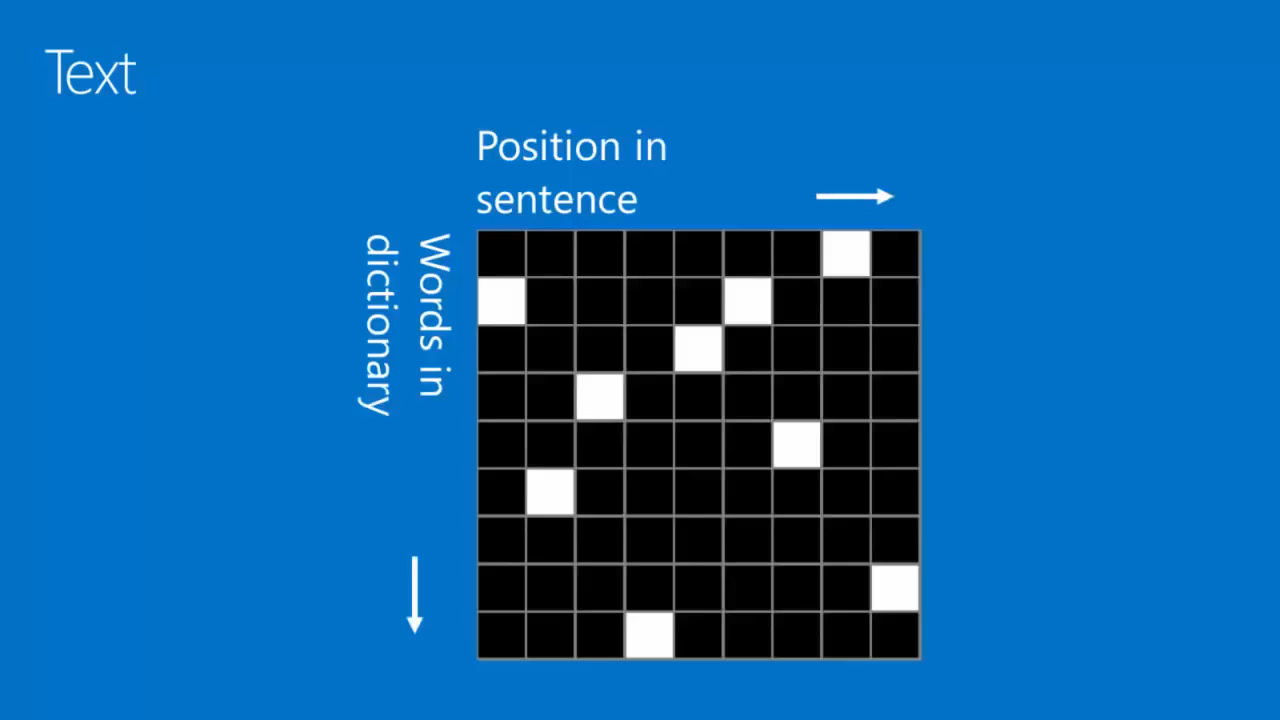 Text
Position in
sentence
Words in
dictionary